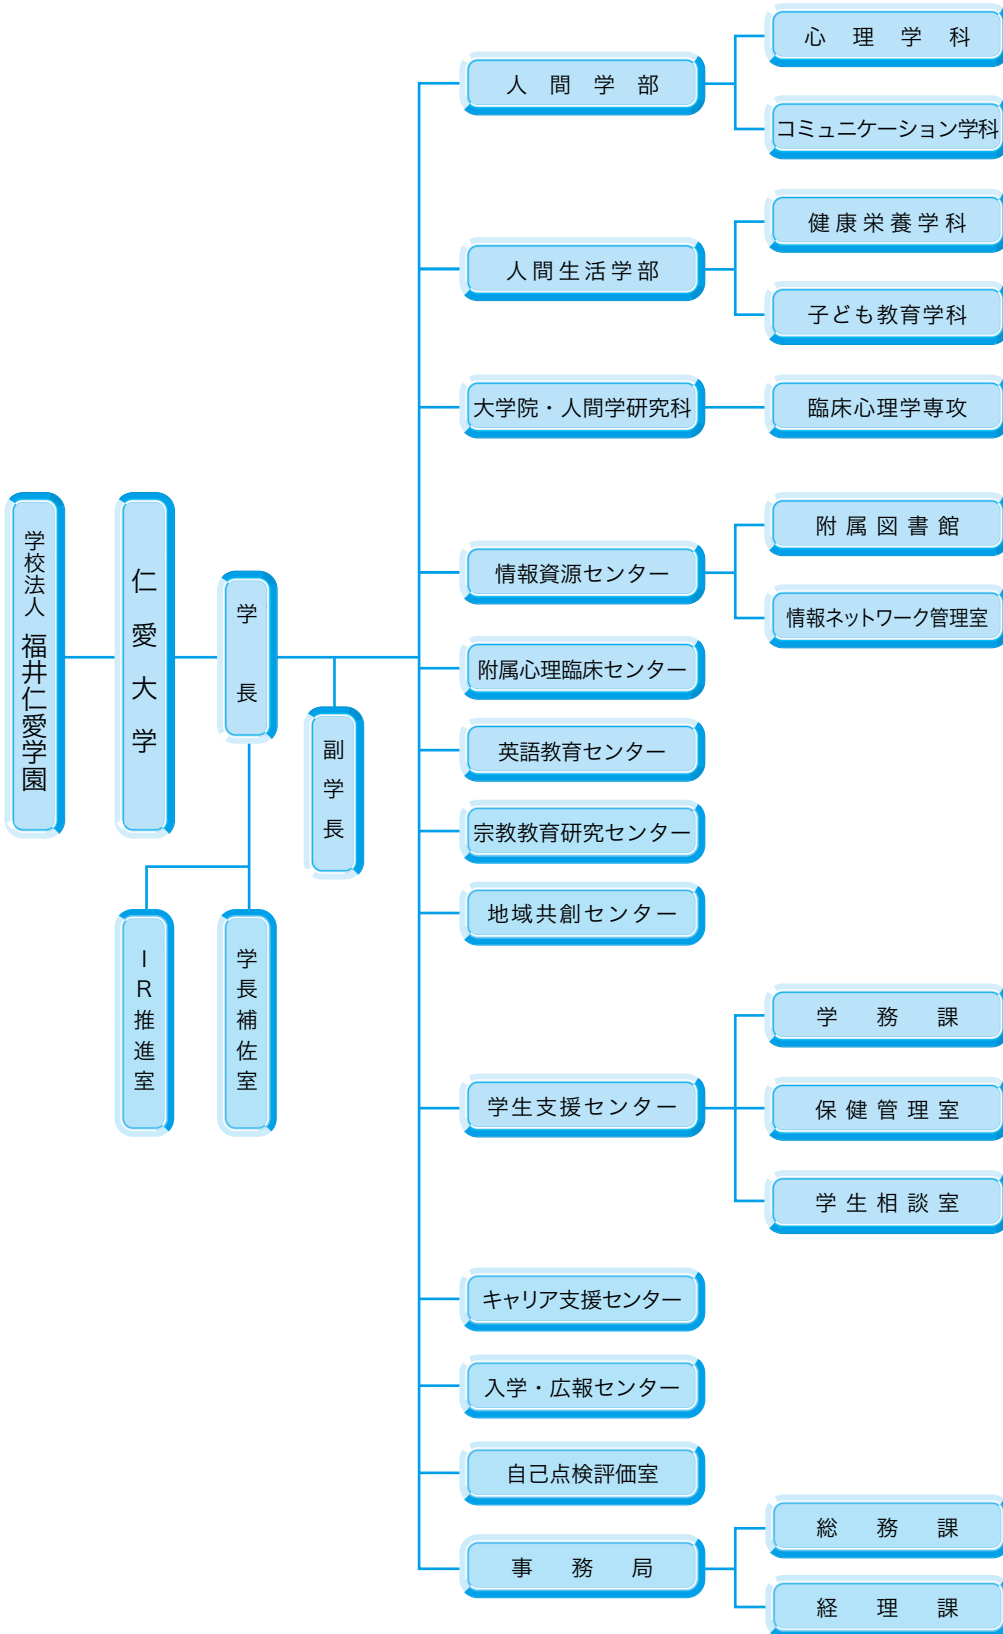 学校法人 福井仁愛学園
仁愛大学
学長
副学長
IR推進室
学長補佐室
人間学部
心理学科
コミュニケーション学科
人間生活学部
健康栄養学科
子ども教育学科
大学院・人間学研究科
臨床心理学専攻
情報資源センター
附属図書館
情報ネットワーク管理室
附属心理臨床センター
英語教育センター
宗教教育研究センター
地域共創センター
学生支援センター
学務課
保健管理室
学生相談室
キャリア支援センター
入学・広報センター
自己点検評価室
事務局
総務課
経理課